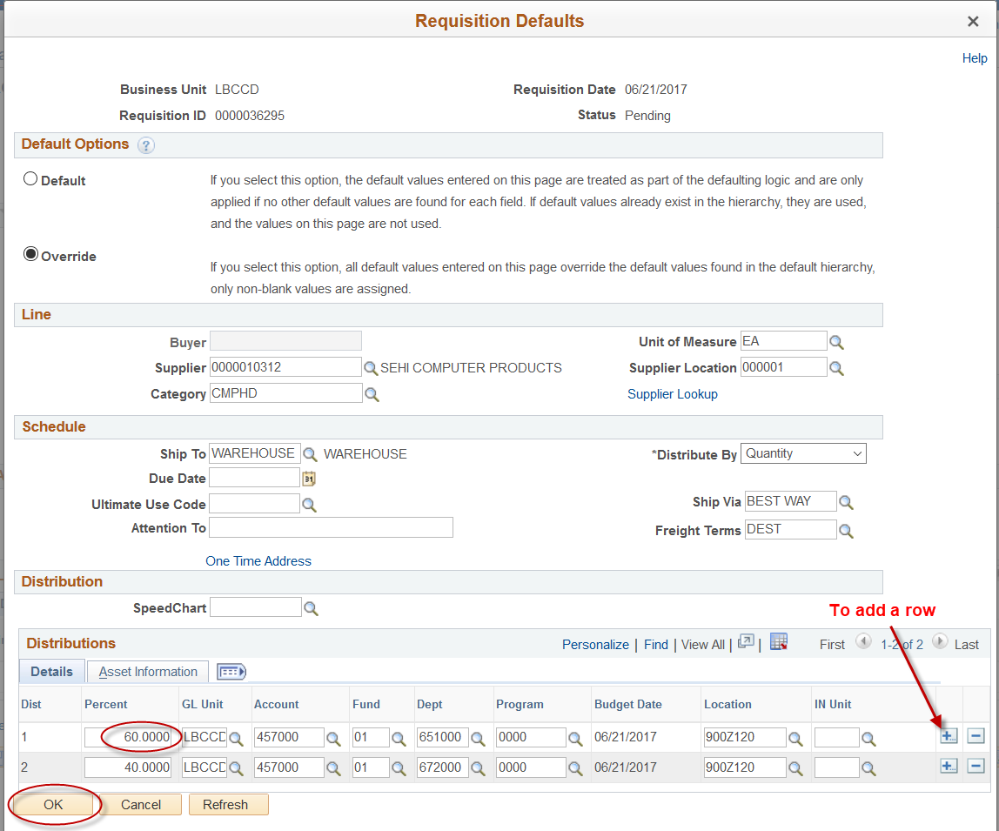 Requisition Defaults
Help
Business Unit LBCCD Requisition Date 06/21/2017
Requisition ID 0000036295 Status Pending
Default Options ?
Default If you select this option, the default values entered on this page are treated as part of the defaulting logic and are only
applied if no other default values are found for each field. If default values already exist in the hierarchy, they are used,
and the values on this page are not used.
Override If you select this option, all default values entered on this page override the default values found in the default hierarchy,
only non-blank values are assigned.
Line
Buyer Unit of Measure EA
Supplier 0000010312 SEHI COMPUTER PRODUCTS Supplier Location 000001
Category CMPHD Supplier Lookup
Schedule
Ship To WAREHOUSE WAREHOUSE *Distribute By Quantity
Due Date 31
Ultimate Use Code Ship Via BEST WAY
Attention To Freight Terms DEST
One Time Address
Distribution
SpeedChart
To add a row
Distributions Personalize | Find | View All | | First 1-2 of 2 Last
Details Asset Information
Dist Percent GL Unit Account Fund Dept Program Budget Date Location IN Unit
1 60.0000 LBCCD 457000 01 651000 0000 06/21/2017 900Z120
2 40.0000 LBCCD 457000 01 672000 0000 06/21/2017 900Z120
OK Cancel Refresh